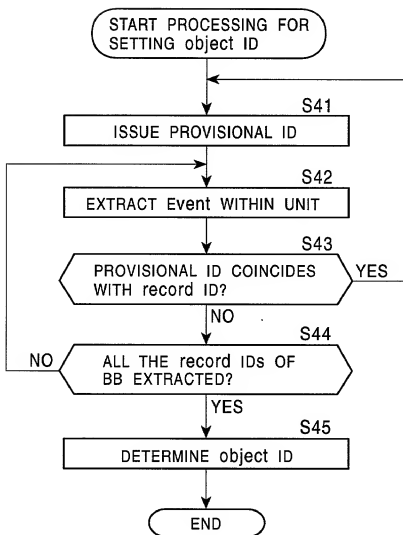 START PROCESSING FOR
SETTING object ID
S41
ISSUE PROVISIONAL ID
S42
EXTRACT Event WITHIN UNIT
S43
PROVISIONAL ID COINCIDES
WITH record ID?
YES
NO
S44
NO
ALL THE record IDs OF
BB EXTRACTED?
YES
S45
DETERMINE object ID
END